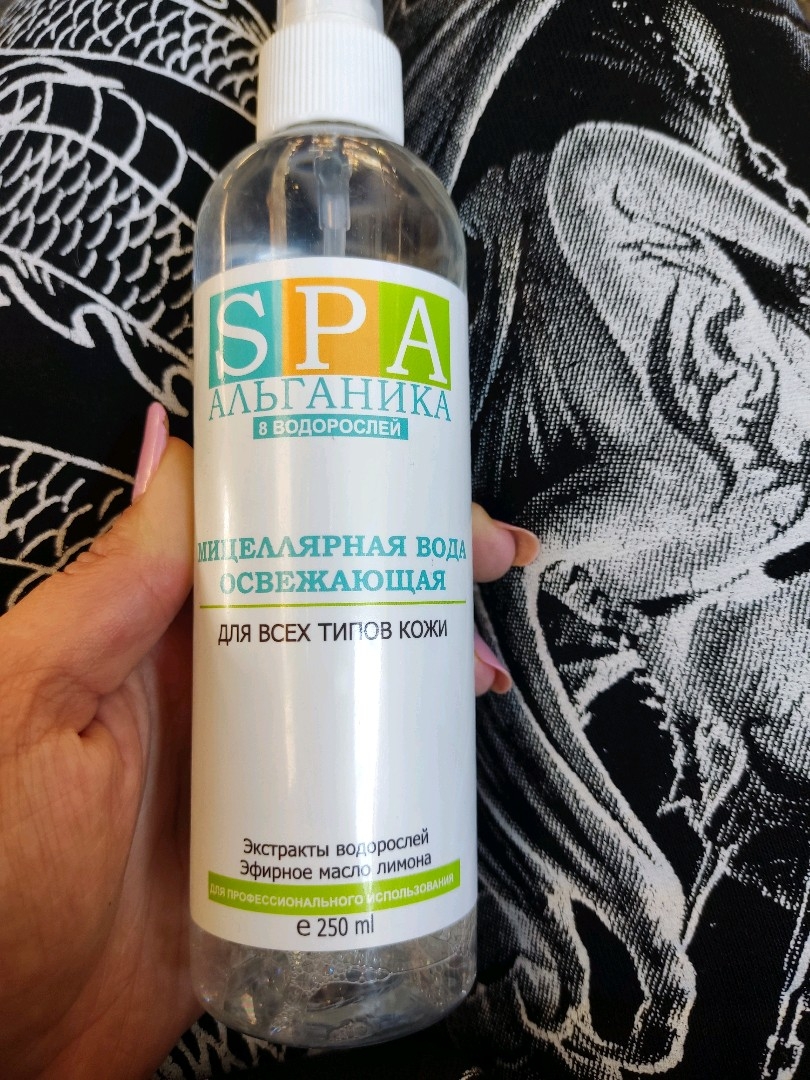 SPA
АЛЬГАНИКА
8 ВОДОРОСЛЕЙ
МИЦЕЛЛЯРНАЯ ВОДА
ОСВЕЖАЮЩАЯ
ДЛЯ ВСЕХ ТИПОВ КОЖИ
Экстракты водорослей
Эфирное масло лимона
ДЛЯ ПРОФЕССИОНАЛЬНОГО ИСПОЛЬЗОВАНИЯ
℮ 250 ml